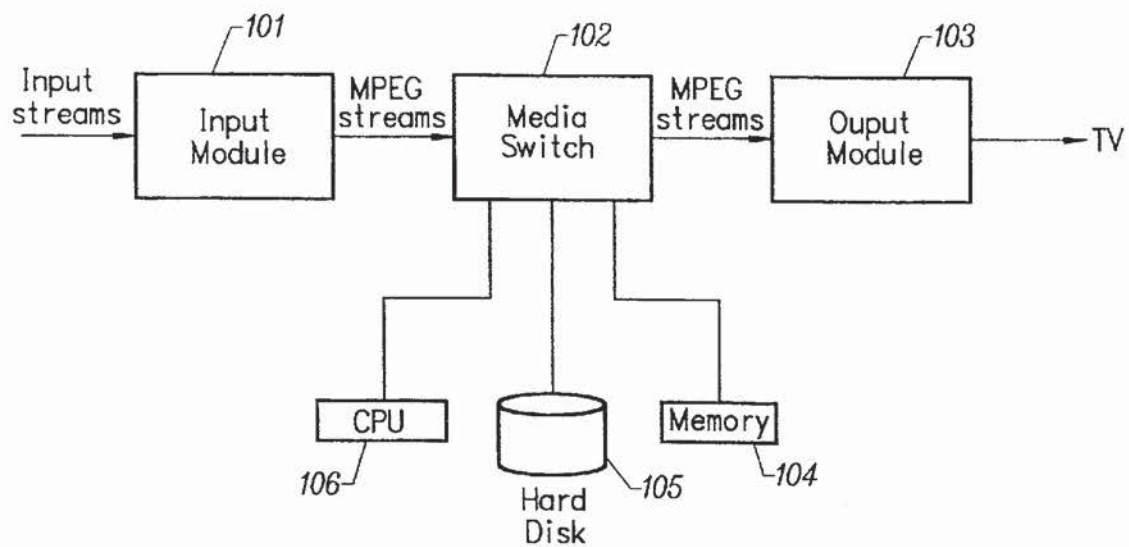 101
102
103
Input
streams
Input
Module
MPEG
streams
Media
Switch
MPEG
streams
Ouput
Module
TV
CPU
106
Hard
Disk
105
Memory
104